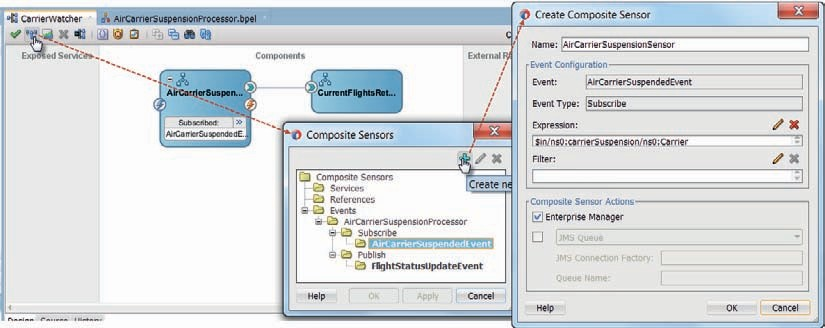 CarrierWatcher
AirCarrierSuspensionProcessor.bpel
Exposed Services
Components
External R
AirCarrierSuspen...
Subscribed:
AirCarrierSuspendedE...
CurrentFlightsRet...
Composite Sensors
Create ne
Composite Sensors
Services
References
Events
AirCarrierSuspensionProcessor
Subscribe
AirCarrierSuspendedEvent
Publish
FlightStatusUpdateEvent
Help
OK
Apply
Cancel
Design Source History
Create Composite Sensor
Name: AirCarrierSuspensionSensor
Event Configuration
Event: AirCarrierSuspendedEvent
Event Type: Subscribe
Expression:
$in/ns0:carrierSuspension/ns0:Carrier
Filter:
Composite Sensor Actions
Enterprise Manager
JMS Queue
JMS Connection Factory:
Queue Name:
Help
OK
Cancel